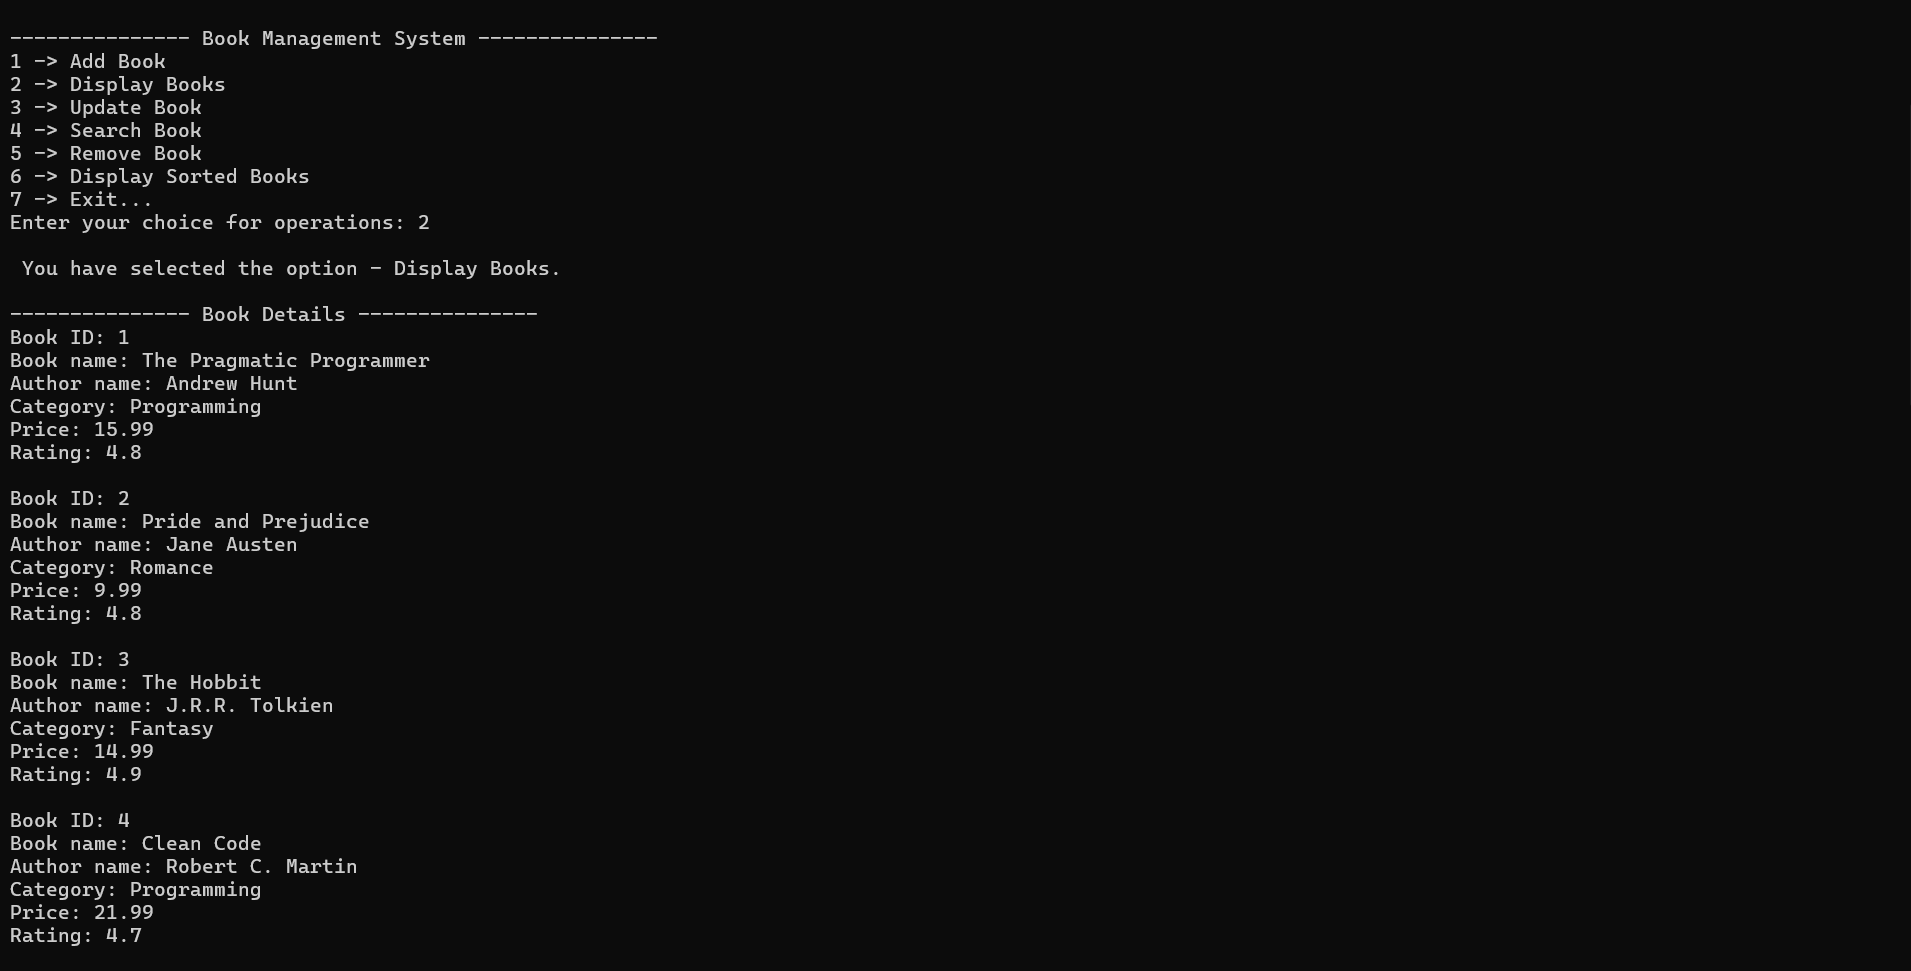 --------------- Book Management System ---------------
1 -> Add Book
2 -> Display Books
3 -> Update Book
4 -> Search Book
5 -> Remove Book
6 -> Display Sorted Books
7 -> Exit...
Enter your choice for operations: 2
You have selected the option - Display Books.
--------------- Book Details ---------------
Book ID: 1
Book name: The Pragmatic Programmer
Author name: Andrew Hunt
Category: Programming
Price: 15.99
Rating: 4.8
Book ID: 2
Book name: Pride and Prejudice
Author name: Jane Austen
Category: Romance
Price: 9.99
Rating: 4.8
Book ID: 3
Book name: The Hobbit
Author name: J.R.R. Tolkien
Category: Fantasy
Price: 14.99
Rating: 4.9
Book ID: 4
Book name: Clean Code
Author name: Robert C. Martin
Category: Programming
Price: 21.99
Rating: 4.7